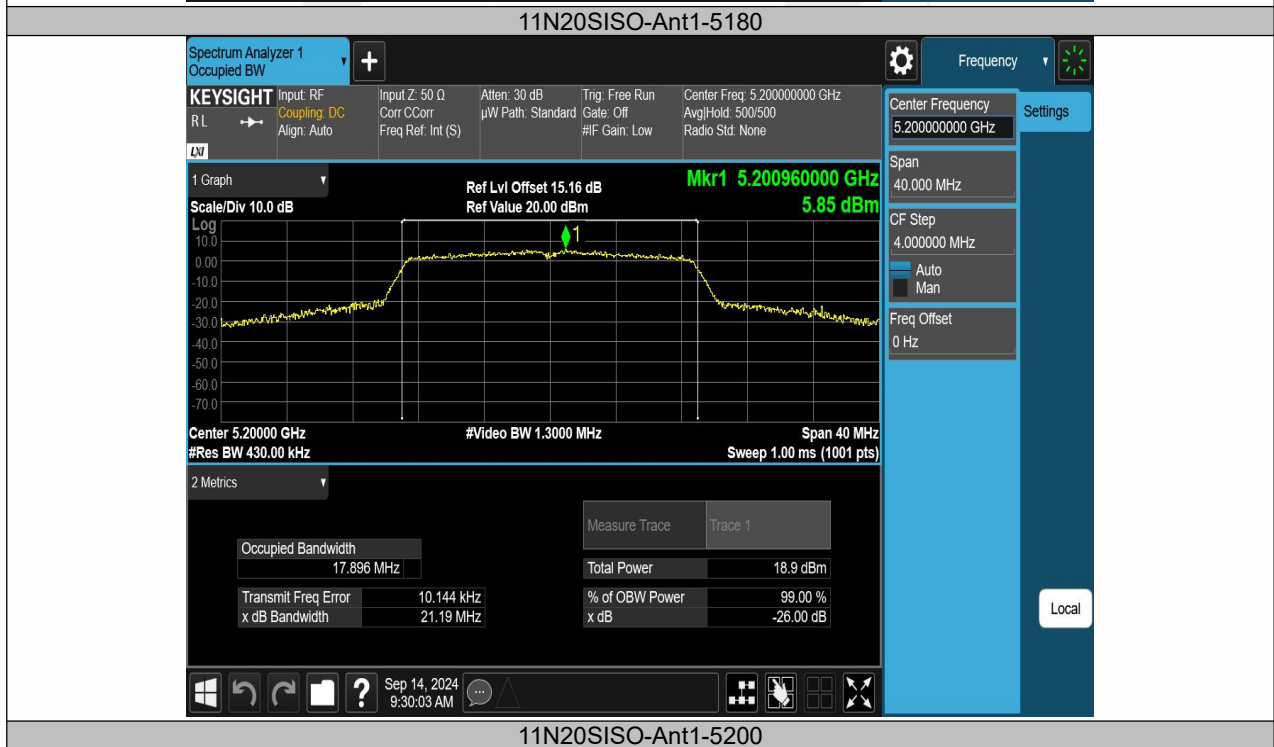 11N20SISO-Ant1-5180
Spectrum Analyzer 1
Occupied BW
Frequency
KEYSIGHT
RL
LXI
Input: RF
Coupling: DC
Align: Auto
Input Z: 50 Ω
Corr CCorr
Freq Ref: Int (S)
Atten: 30 dB
µW Path: Standard
Trig: Free Run
Gate: Off
#IF Gain: Low
Center Freq: 5.200000000 GHz
Avg|Hold: 500/500
Radio Std: None
Center Frequency
5.200000000 GHz
Settings
Span
40.000 MHz
CF Step
4.000000 MHz
Auto
Man
Freq Offset
0 Hz
Local
1 Graph
Scale/Div 10.0 dB
Ref Lvl Offset 15.16 dB
Ref Value 20.00 dBm
Mkr1 5.200960000 GHz
5.85 dBm
Log
1
10.0
0.00
-10.0
-20.0
-30.0
-40.0
-50.0
-60.0
-70.0
Center 5.20000 GHz
#Video BW 1.3000 MHz
Span 40 MHz
#Res BW 430.00 kHz
Sweep 1.00 ms (1001 pts)
2 Metrics
Measure Trace Trace 1
Occupied Bandwidth
17.896 MHz
Total Power 18.9 dBm
Transmit Freq Error 10.144 kHz
% of OBW Power 99.00 %
x dB Bandwidth 21.19 MHz
x dB -26.00 dB
?
Sep 14, 2024
9:30:03 AM
11N20SISO-Ant1-5200